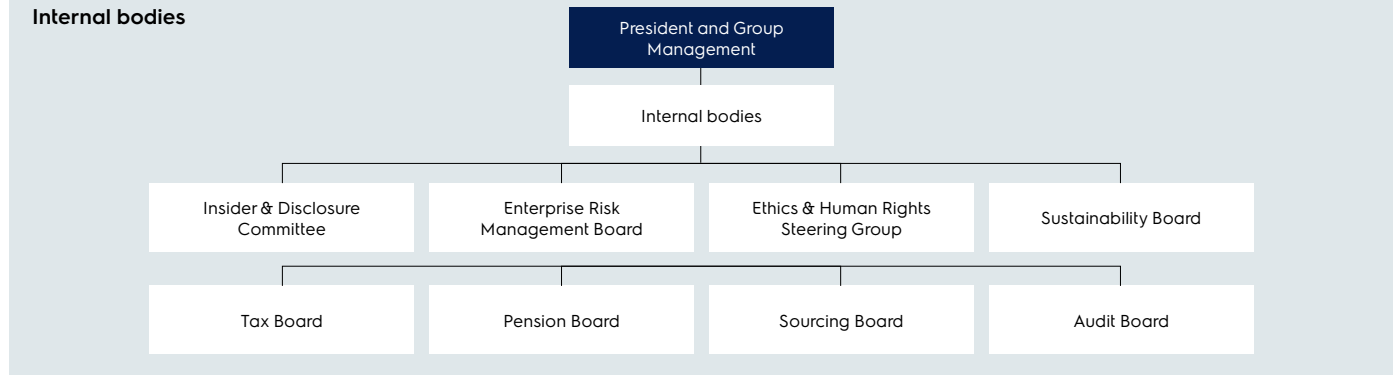 Internal bodies
President and Group
Management
Internal bodies
Insider & Disclosure
Committee
Enterprise Risk
Management Board
Ethics & Human Rights
Steering Group
Sustainability Board
Tax Board
Pension Board
Sourcing Board
Audit Board